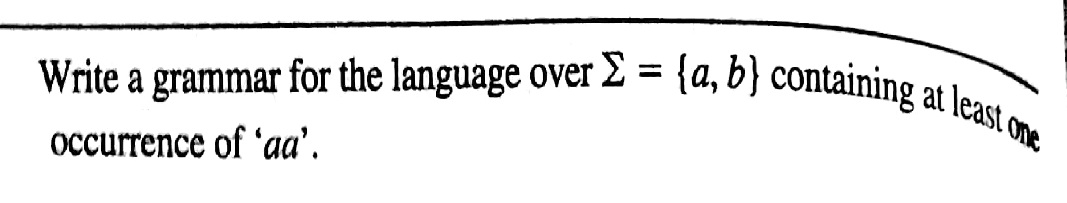 Write a grammar for the language over Σ = {a, b} containing at least one
occurrence of ‘aa’.